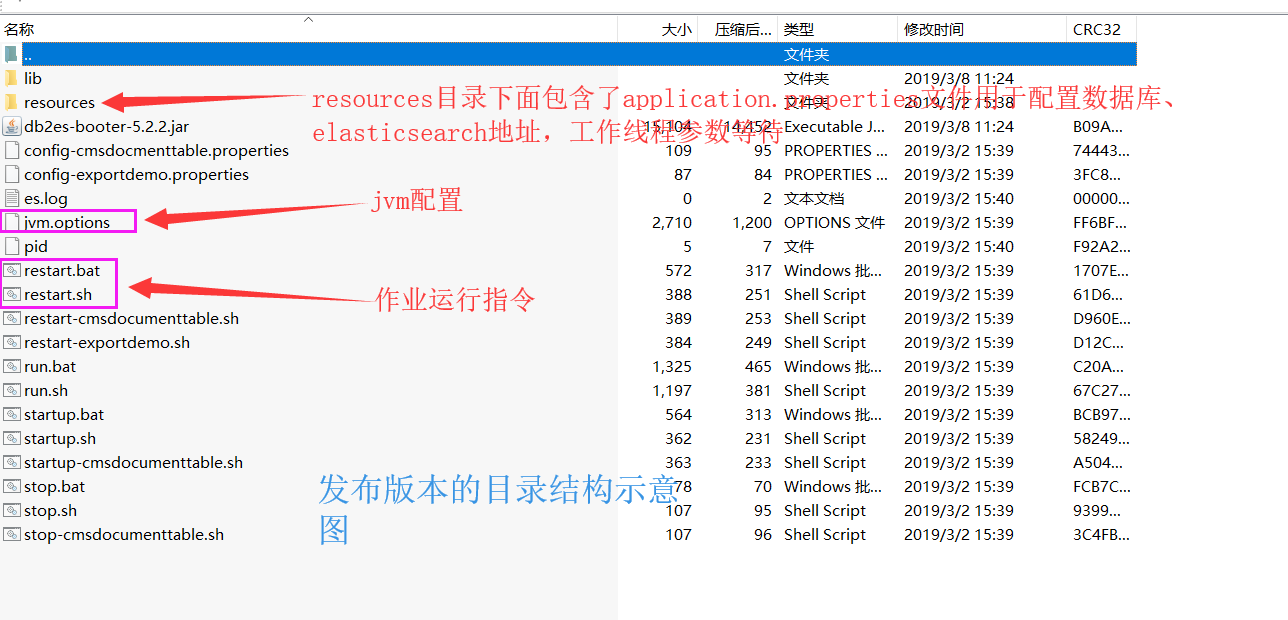 名称 大小 压缩后... 类型 修改时间 CRC32
.. 文件夹
lib 文件夹 2019/3/8 11:24
resources 文件夹 2019/3/2 15:38
resources目录下面包含了application.properties文件用于配置数据库、
elasticsearch地址，工作线程参数等待
db2es-booter-5.2.2.jar 15,104 14,452 Executable J... 2019/3/8 11:24 B09A...
config-cmsdocmenttable.properties 109 95 PROPERTIES ... 2019/3/2 15:39 74443...
config-exportdemo.properties 87 84 PROPERTIES ... 2019/3/2 15:39 3FC8...
es.log 0 2 文本文档 2019/3/2 15:40 00000...
jvm配置
jvm.options 2,710 1,200 OPTIONS 文件 2019/3/2 15:39 FF6BF...
pid 5 7 文件 2019/3/2 15:40 F92A2...
restart.bat 572 317 Windows 批... 2019/3/2 15:39 1707E...
restart.sh 388 251 Shell Script 2019/3/2 15:39 61D6...
作业运行指令
restart-cmsdocumenttable.sh 389 253 Shell Script 2019/3/2 15:39 D960E...
restart-exportdemo.sh 384 249 Shell Script 2019/3/2 15:39 D12C...
run.bat 1,325 465 Windows 批... 2019/3/2 15:39 C20A...
run.sh 1,197 381 Shell Script 2019/3/2 15:39 67C27...
startup.bat 564 313 Windows 批... 2019/3/2 15:39 BCB97...
startup.sh 362 231 Shell Script 2019/3/2 15:39 58249...
startup-cmsdocumenttable.sh 363 233 Shell Script 2019/3/2 15:39 A504...
stop.bat 78 70 Windows 批... 2019/3/2 15:39 FCB7C...
stop.sh 107 95 Shell Script 2019/3/2 15:39 9399...
stop-cmsdocumenttable.sh 107 96 Shell Script 2019/3/2 15:39 3C4FB...
发布版本的目录结构示意
图